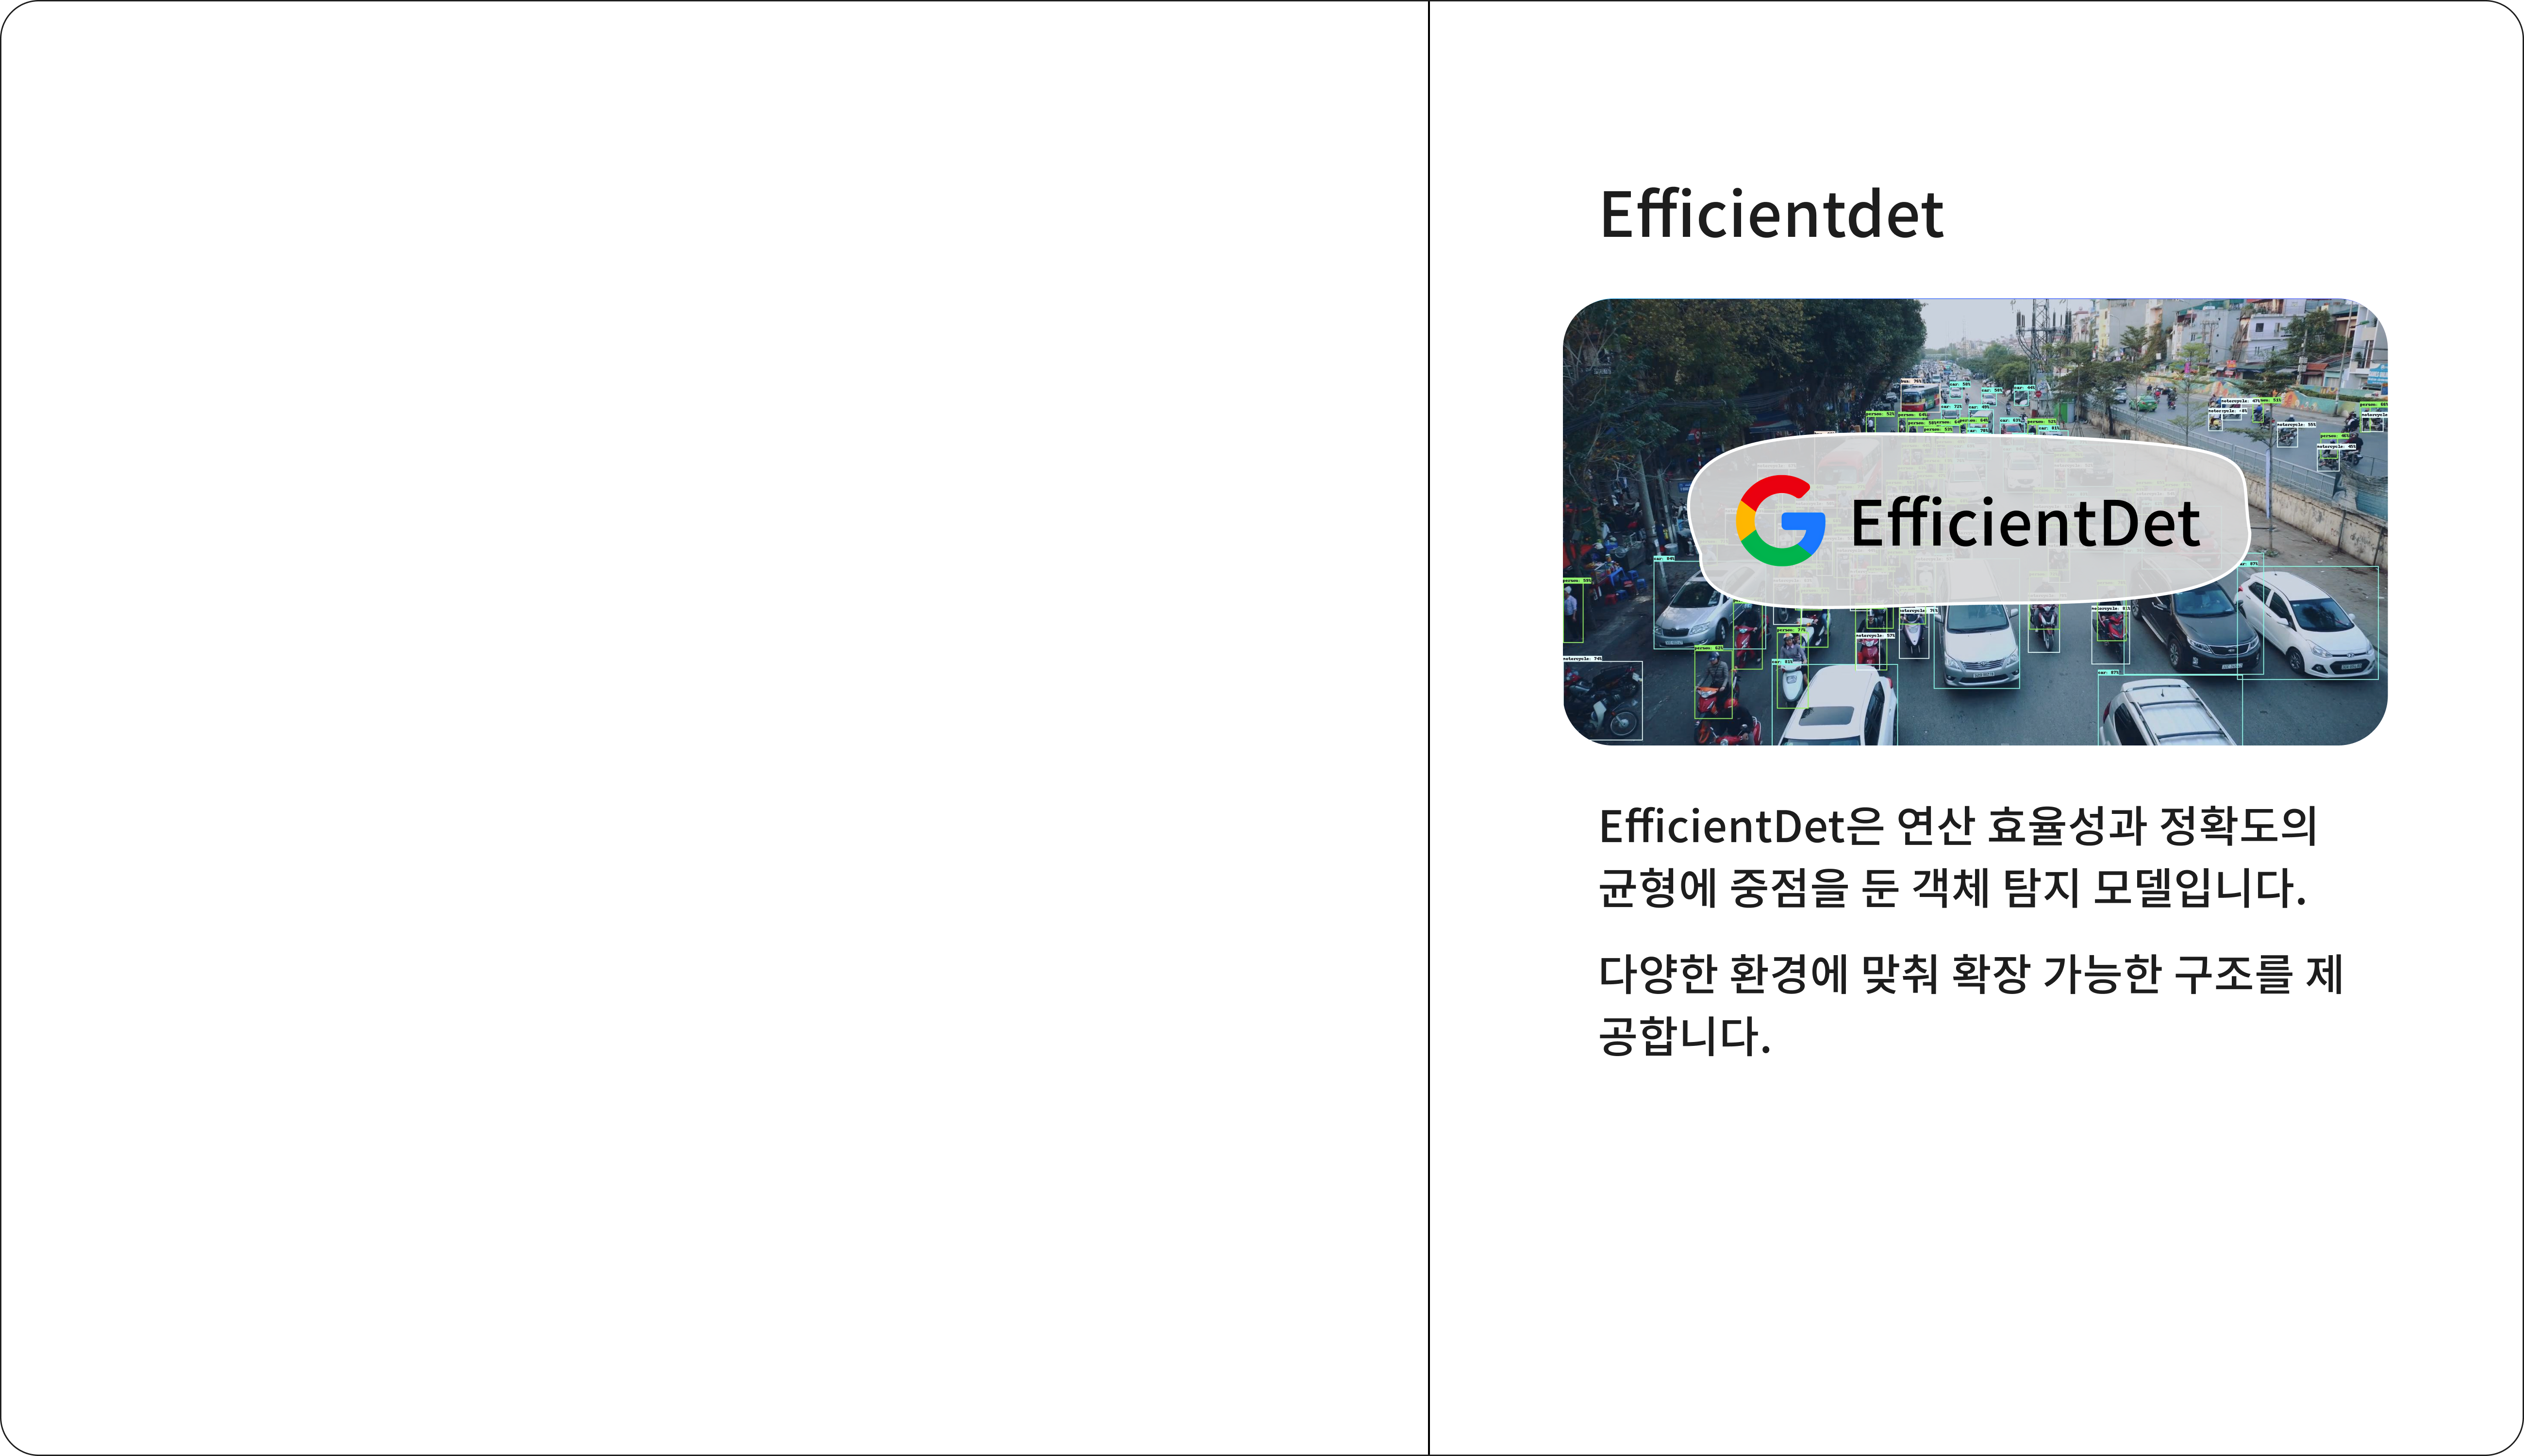 Efficientdet
EfficientDet
EfficientDet은 연산 효율성과 정확도의
균형에 중점을 둔 객체 탐지 모델입니다.
다양한 환경에 맞춰 확장 가능한 구조를 제
공합니다.